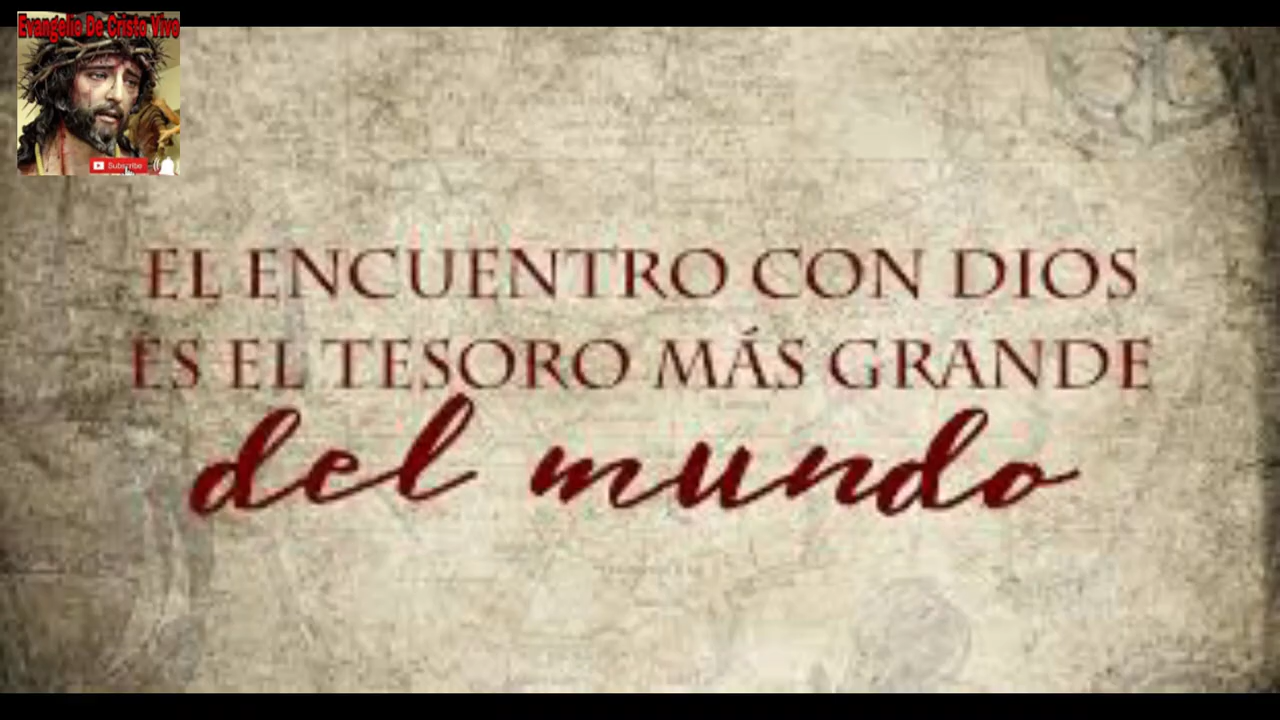 Evangelio De Cristo Vivo
Subscribe
EL ENCUENTRO CON DIOS
ES EL TESORO MÁS GRANDE
del mundo